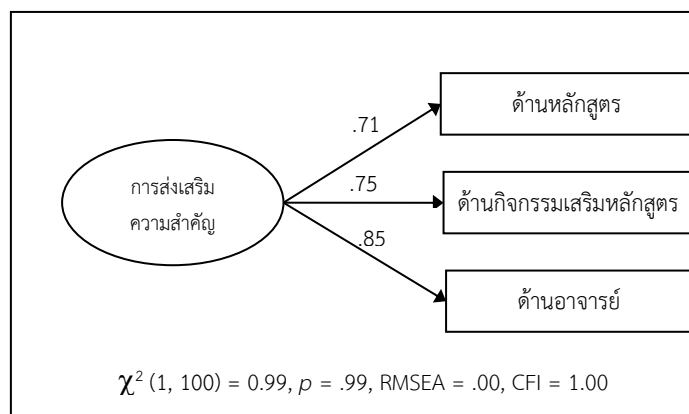 ด้านหลักสูตร
.71
การส่งเสริม
ความสำคัญ
.75
ด้านกิจกรรมเสริมหลักสูตร
.85
ด้านอาจารย์
χ² (1, 100) = 0.99, p = .99, RMSEA = .00, CFI = 1.00